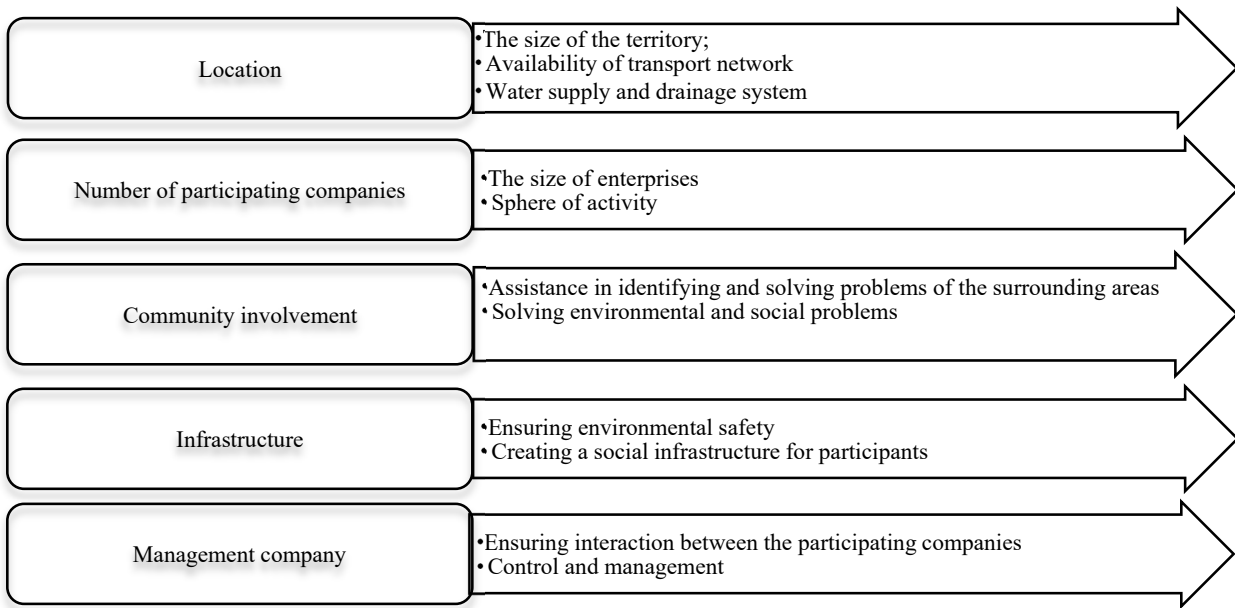 Location
•The size of the territory;
•Availability of transport network
•Water supply and drainage system
Number of participating companies
•The size of enterprises
•Sphere of activity
Community involvement
•Assistance in identifying and solving problems of the surrounding areas
•Solving environmental and social problems
Infrastructure
•Ensuring environmental safety
•Creating a social infrastructure for participants
Management company
•Ensuring interaction between the participating companies
•Control and management